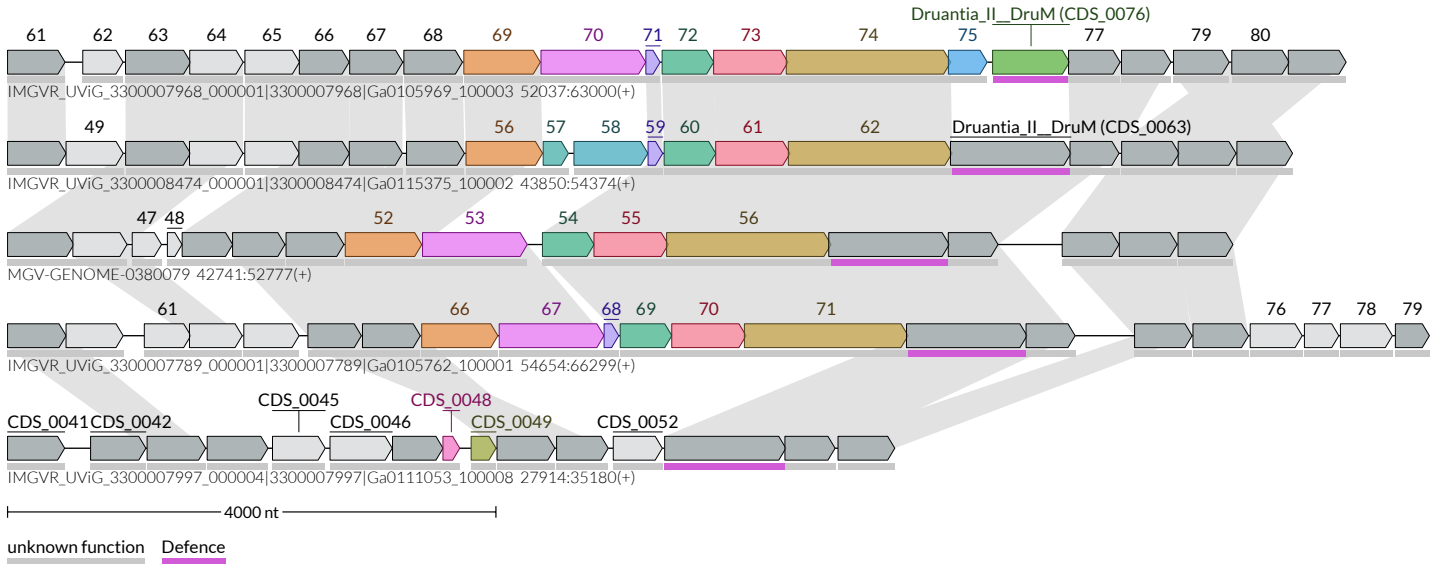 Druantia_II__DruM (CDS_0076)
61 62 63 64 65 66 67 68 69 70 71 72 73 74 75 77 79 80
IMGVR_UViG_3300007968_000001|3300007968|Ga0105969_100003 52037:63000(+)
49 56 57 58 59 60 61 62 Druantia_II__DruM (CDS_0063)
IMGVR_UViG_3300008474_000001|3300008474|Ga0115375_100002 43850:54374(+)
47 48 52 53 54 55 56
MGV-GENOME-0380079 42741:52777(+)
61 66 67 68 69 70 71 76 77 78 79
IMGVR_UViG_3300007789_000001|3300007789|Ga0105762_100001 54654:66299(+)
CDS_0045 CDS_0048
CDS_0041 CDS_0042 CDS_0046 CDS_0049 CDS_0052
IMGVR_UViG_3300007997_000004|3300007997|Ga0111053_100008 27914:35180(+)
4000 nt
unknown function Defence